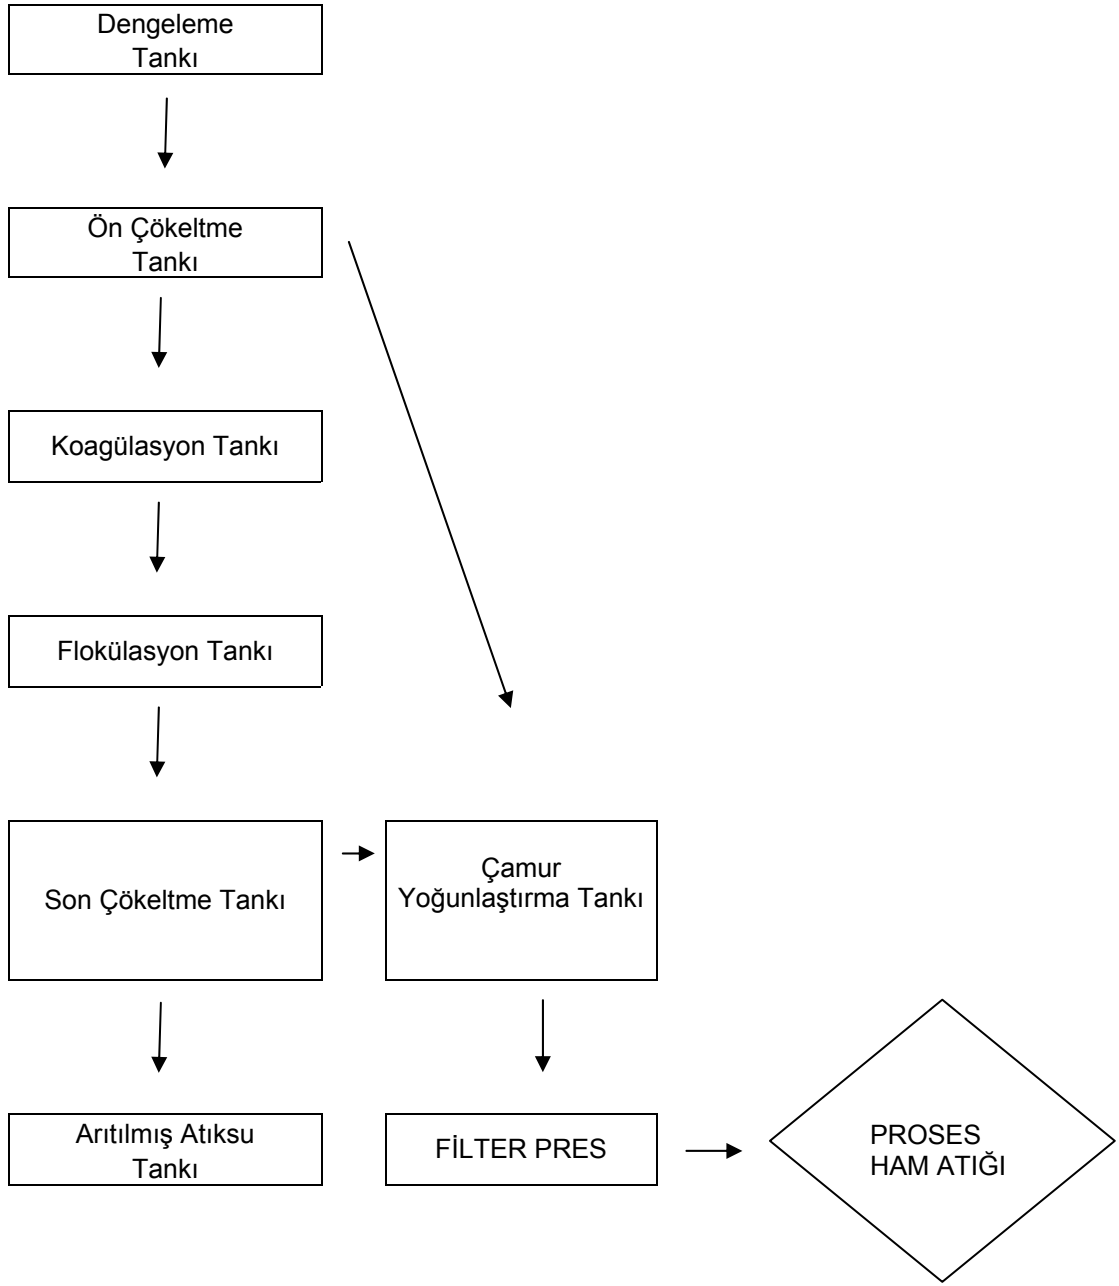 Dengeleme
Tankı
Ön Çökeltme
Tankı
Koagülasyon Tankı
Flokülasyon Tankı
Son Çökeltme Tankı
Çamur
Yoğunlaştırma Tankı
Arıtılmış Atıksu
Tankı
FİLTER PRES
PROSES
HAM ATIĞI